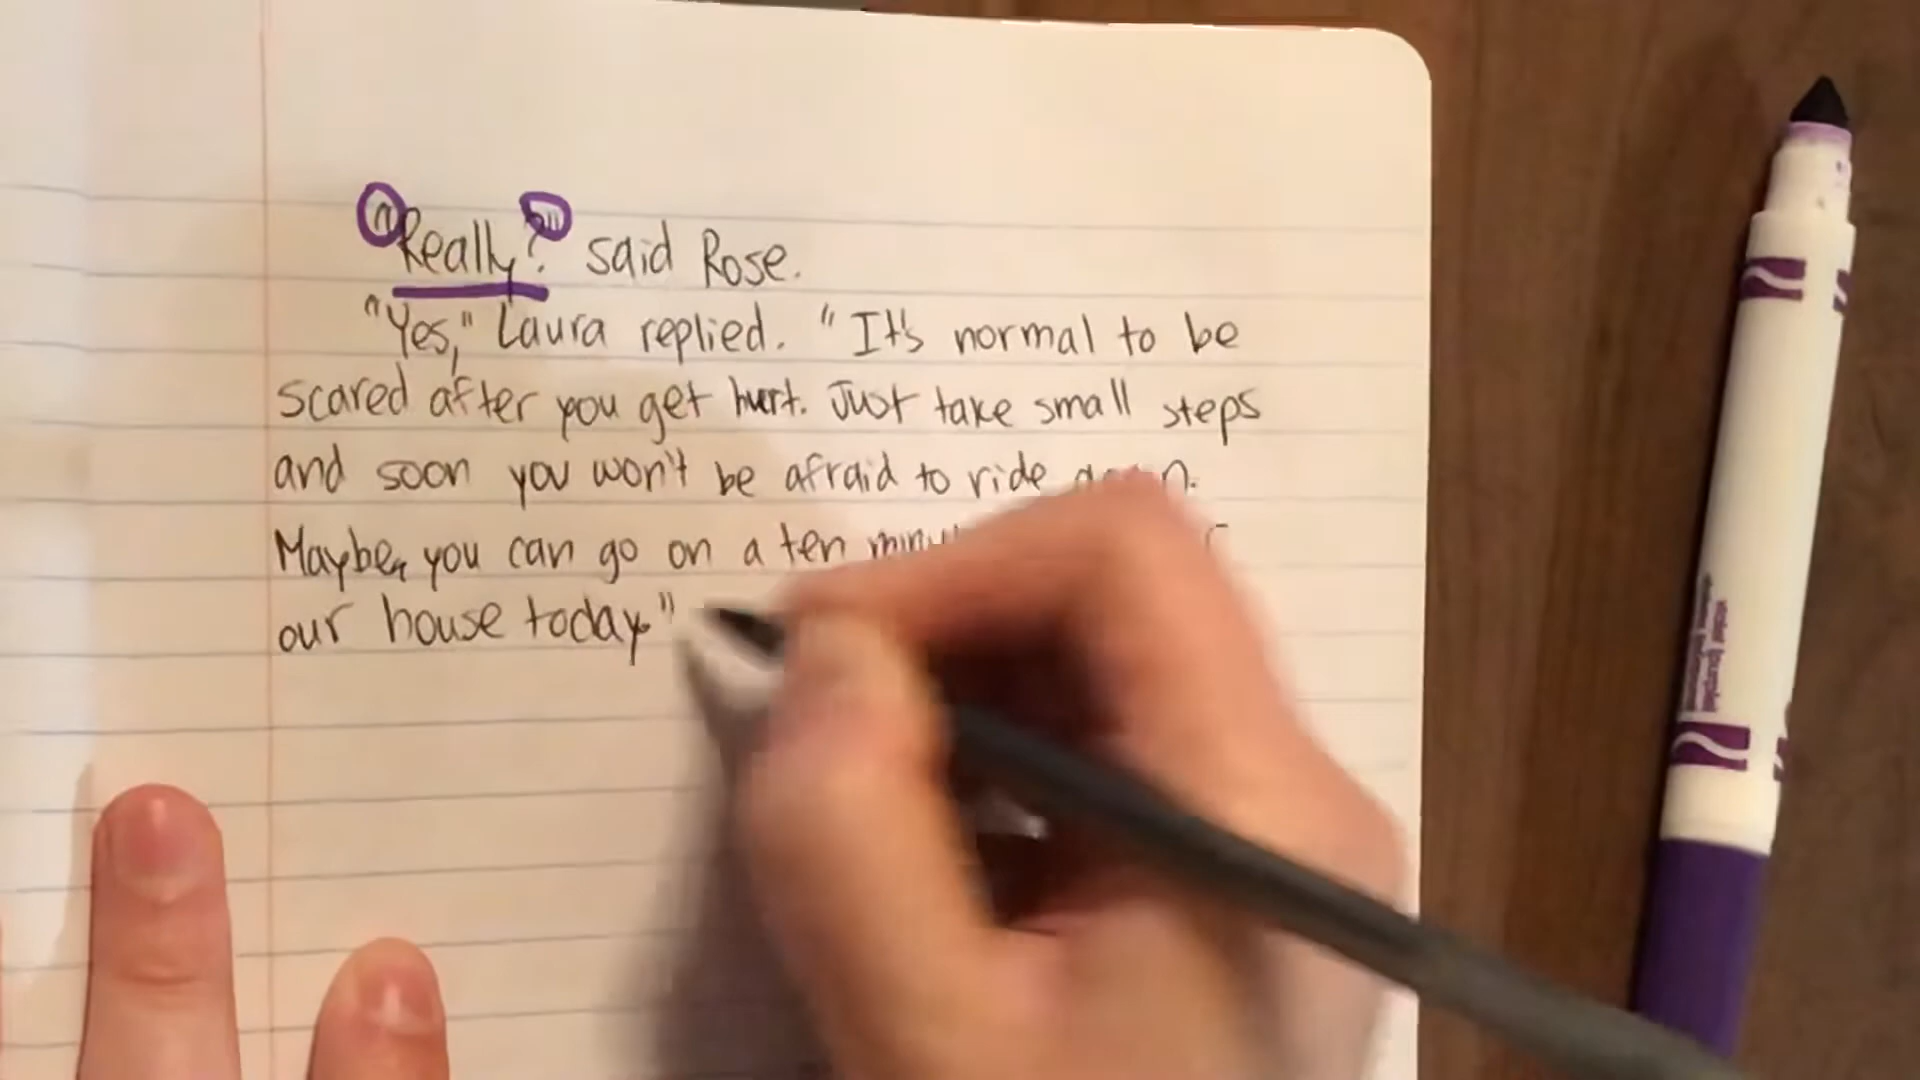 "Really?" said Rose.
"Yes," Laura replied. "It's normal to be
scared after you get hurt. Just take small steps
and soon you won't be afraid to ride
Maybe, you can go on a ten
our house today."